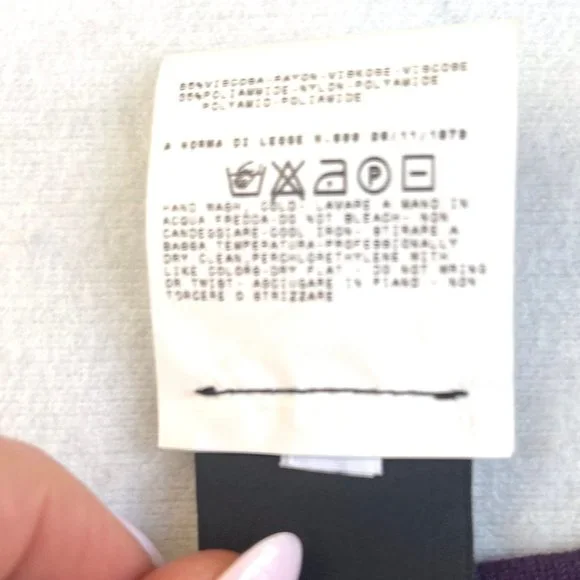 65%VISCOSA-RAYON-VISKOSE-VISCOSE
35%POLIAMMIDE-NYLON-POLYAMIDE
POLYAMID-POLIAMIDE
A NORMA DI LEGGE N.883 26/11/1973
P
HAND WASH COLD- LAVARE A MANO IN
ACQUA FREDDA-DO NOT BLEACH- NON
CANDEGGIARE-COOL IRON- STIRARE A
BASSA TEMPERATURA-PROFESSIONALLY
DRY CLEAN,PERCHLORETHYLENE WITH
LIKE COLORS-DRY FLAT - DO NOT WRING
OR TWIST- ASCIUGARE IN PIANO - NON
TORCERE O STRIZZARE